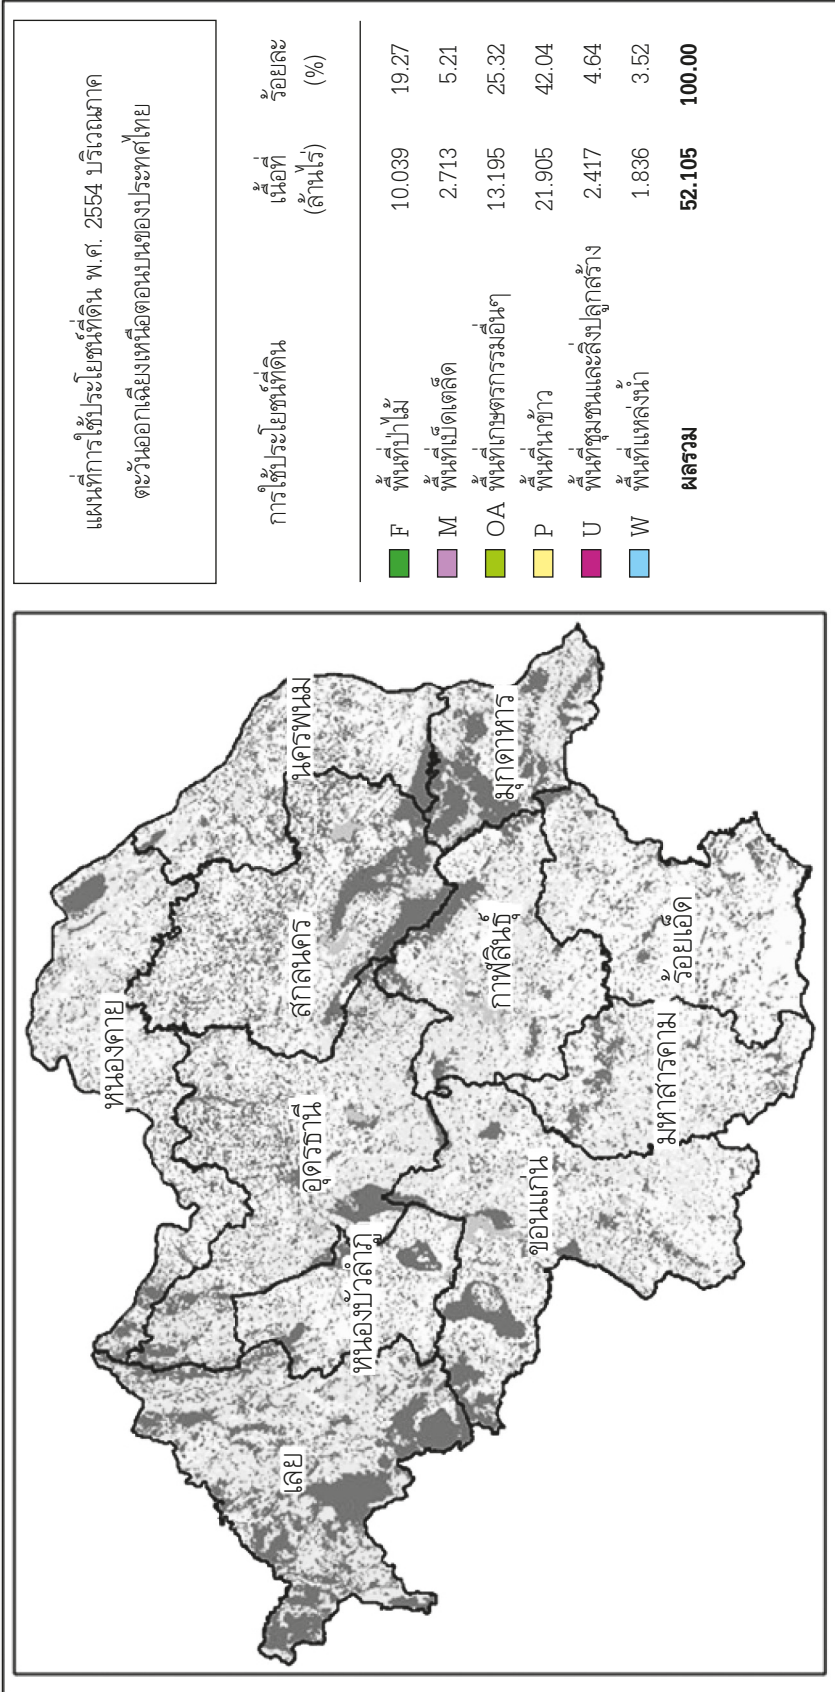 แผนที่การใช้ประโยชน์ที่ดิน พ.ศ. 2554 บริเวณภาค
ตะวันออกเฉียงเหนือตอนบนของประเทศไทย
การใช้ประโยชน์ที่ดิน เนื้อที่ (ล้านไร่) ร้อยละ (%)
F พื้นที่ป่าไม้ 10.039 19.27
M พื้นที่เบ็ดเตล็ด 2.713 5.21
OA พื้นที่เกษตรกรรมอื่นๆ 13.195 25.32
P พื้นที่นาข้าว 21.905 42.04
U พื้นที่ชุมชนและสิ่งปลูกสร้าง 2.417 4.64
W พื้นที่แหล่งน้ำ 1.836 3.52
ผลรวม 52.105 100.00
หนองคาย
เลย
อุดรธานี
สกลนคร
นครพนม
หนองบัวลำภู
ขอนแก่น
กาฬสินธุ์
มุกดาหาร
มหาสารคาม
ร้อยเอ็ด